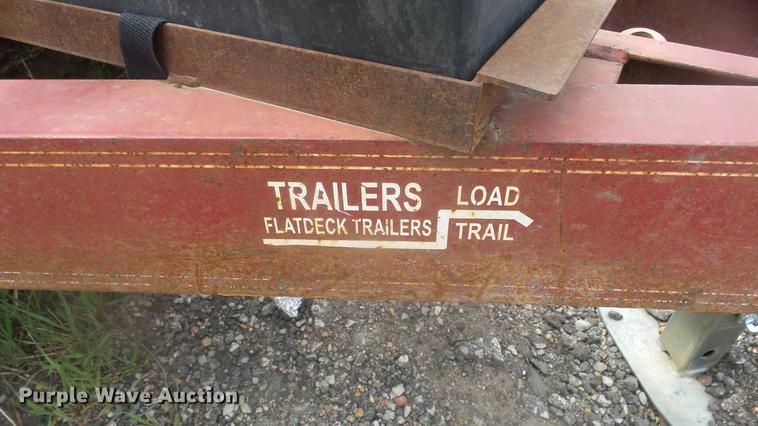 TRAILERS LOAD
FLATDECK TRAILERS TRAIL
Purple Wave Auction